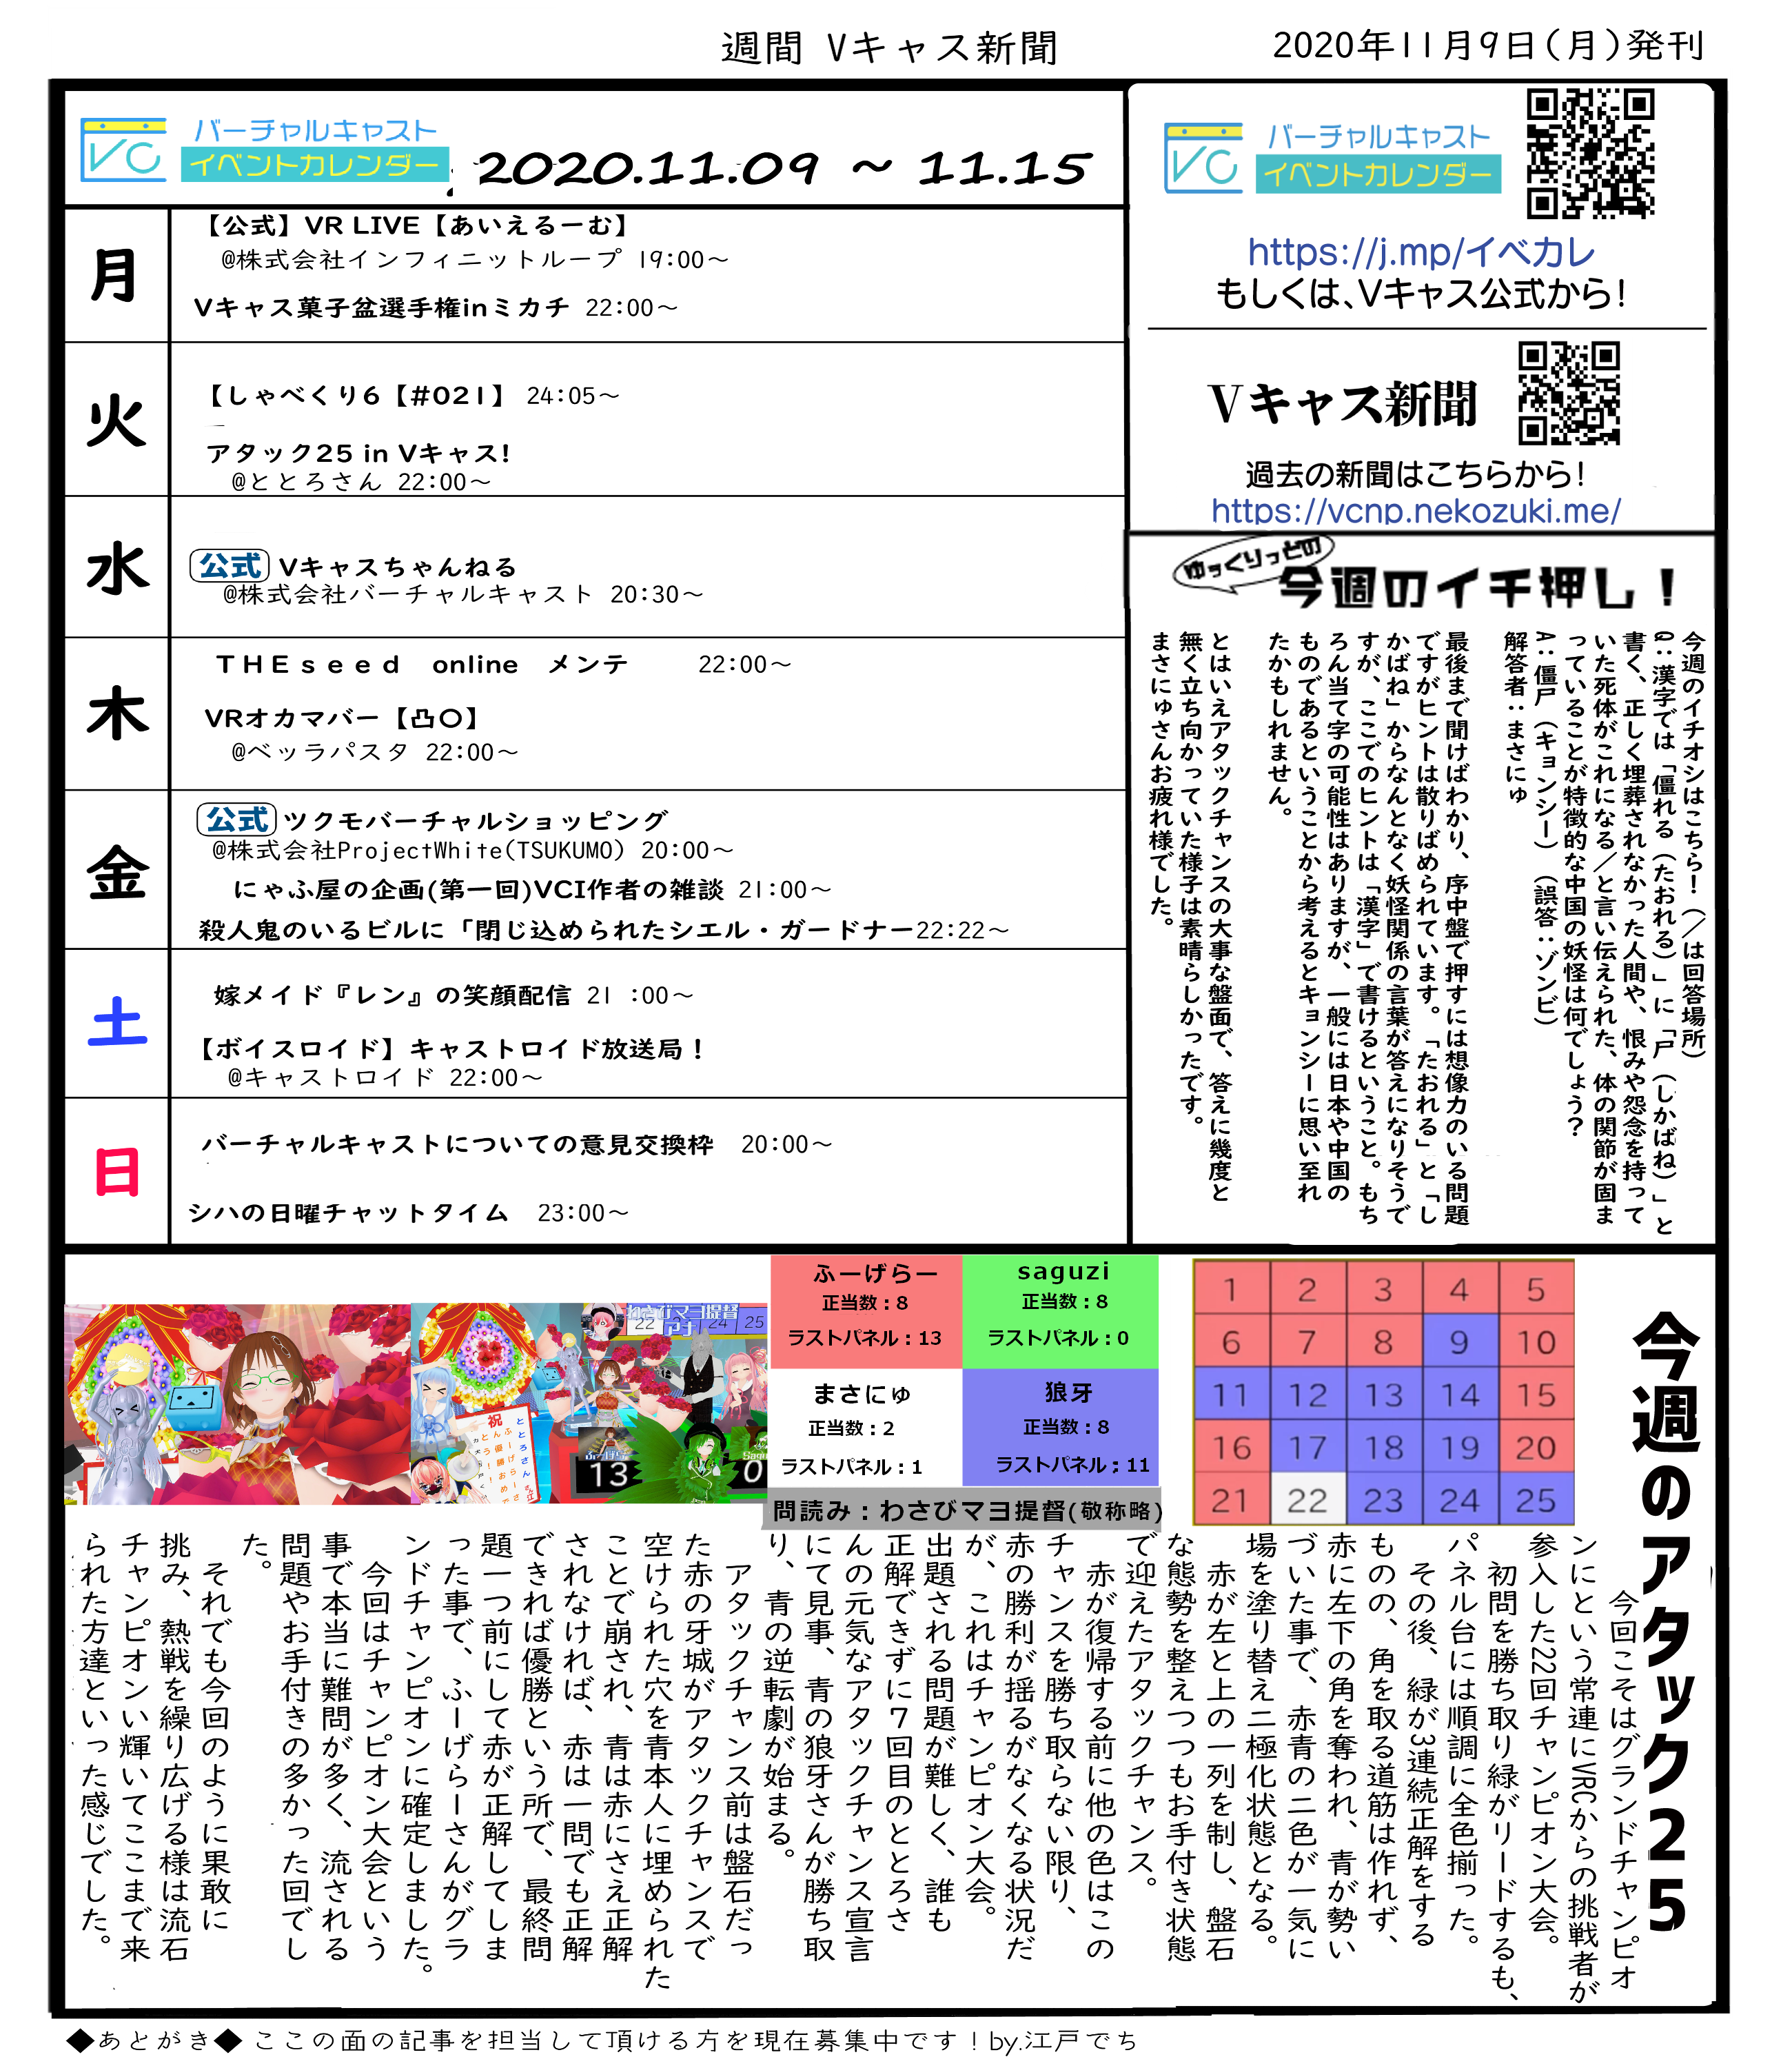 週間 Vキャス新聞
2020年11月9日(月)発刊
バーチャルキャスト
イベントカレンダー
2020.11.09 ~ 11.15
月
【公式】VR LIVE【あいえるーむ】
@株式会社インフィニットループ 19:00～
Vキャス菓子盆選手権inミカチ 22:00～
火
【しゃべくり6【#021】 24:05～
アタック25 in Vキャス!
@ととろさん 22:00～
水
公式 Vキャスちゃんねる
@株式会社バーチャルキャスト 20:30～
木
THEseed online メンテ 22:00～
VRオカマバー【凸〇】
@ベッラパスタ 22:00～
金
公式 ツクモバーチャルショッピング
@株式会社ProjectWhite(TSUKUMO) 20:00～
にゃふ屋の企画(第一回)VCI作者の雑談 21:00～
殺人鬼のいるビルに「閉じ込められたシエル・ガードナー22:22～
土
嫁メイド『レン』の笑顔配信 21 :00～
【ボイスロイド】キャストロイド放送局！
@キャストロイド 22:00～
日
バーチャルキャストについての意見交換枠 20:00～
シハの日曜チャットタイム 23:00～
バーチャルキャスト
イベントカレンダー
https://j.mp/イベカレ
もしくは、Vキャス公式から!
Vキャス新聞
過去の新聞はこちらから!
https://vcnp.nekozuki.me/
ゆっくりっとの
今週のイチ押し！
今週のイチオシはこちら！（／は回答場所）
Q：漢字では「僵れる（たおれる）」に「尸（しかばね）」と
書く、正しく埋葬されなかった人間や、恨みや怨念を持って
いた死体がこれになる／と言い伝えられた、体の関節が固ま
っていることが特徴的な中国の妖怪は何でしょう？
A：僵尸（キョンシー）（誤答：ゾンビ）
解答者：まさにゅ
最後まで聞けばわかり、序中盤で押すには想像力のいる問題
ですがヒントは散りばめられています。「たおれる」と「し
かばね」からなんとなく妖怪関係の言葉が答えになりそうで
すが、ここでのヒントは「漢字」で書けるということ。もち
ろん当て字の可能性はありますが、一般には日本や中国の
ものであるということから考えるとキョンシーに思い至れ
たかもしれません。
とはいえアタックチャンスの大事な盤面で、答えに幾度と
無く立ち向かっていた様子は素晴らしかったです。
まさにゅさんお疲れ様でした。
わさびマヨ提督
アナ
22 24 25
祝
13
0
ふーげらー
正当数：8
ラストパネル：13
saguzi
正当数：8
ラストパネル：0
まさにゅ
正当数：2
ラストパネル：1
狼牙
正当数：8
ラストパネル：11
問読み：わさびマヨ提督(敬称略)
1 2 3 4 5
6 7 8 9 10
11 12 13 14 15
16 17 18 19 20
21 22 23 24 25
今週のアタック25
今回こそはグランドチャンピオ
ンにという常連にVRCからの挑戦者が
参入した22回チャンピオン大会。
初問を勝ち取り緑がリードするも、
パネル台には順調に全色揃った。
その後、緑が3連続正解をする
ものの、角を取る道筋は作れず、
赤に左下の角を奪われ、青が勢い
づいた事で、赤青の二色が一気に
場を塗り替え二極化状態となる。
赤が左と上の一列を制し、盤石
な態勢を整えつつもお手付き状態
で迎えたアタックチャンス。
赤が復帰する前に他の色はこの
チャンスを勝ち取らない限り、
赤の勝利が揺るがなくなる状況だ
が、これはチャンピオン大会。
出題される問題が難しく、誰も
正解できずに7回目のととろさ
んの元気なアタックチャンス宣言
にて見事、青の狼牙さんが勝ち取
り、青の逆転劇が始まる。
アタックチャンス前は盤石だっ
た赤の牙城がアタックチャンスで
空けられた穴を青本人に埋められた
ことで崩され、青は赤にさえ正解
されなければ、赤は一問でも正解
できれば優勝という所で、最終問
題一つ前にして赤が正解してしま
った事で、ふーげらーさんがグラ
ンドチャンピオンに確定しました。
今回はチャンピオン大会という
事で本当に難問が多く、流される
問題やお手付きの多かった回でし
た。
それでも今回のように果敢に
挑み、熱戦を繰り広げる様は流石
チャンピオンい輝いてここまで来
られた方達といった感じでした。
◆あとがき◆ ここの面の記事を担当して頂ける方を現在募集中です！by.江戸でち